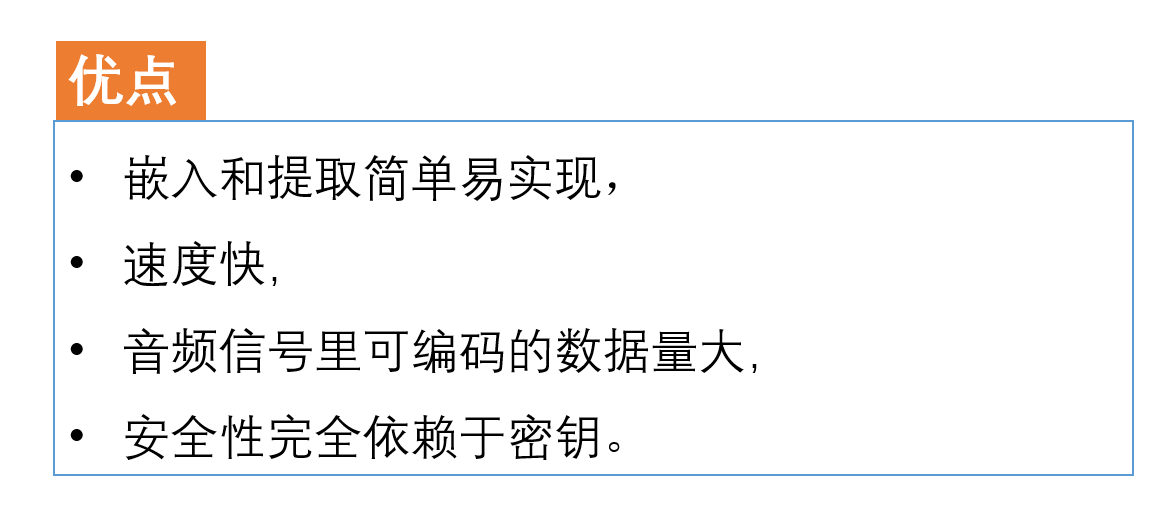 优点
• 嵌入和提取简单易实现，
• 速度快,
• 音频信号里可编码的数据量大,
• 安全性完全依赖于密钥。